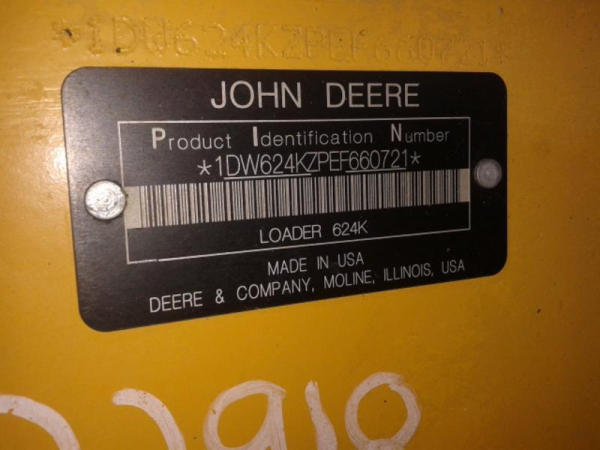 *1DW624KZPEF660721*
JOHN DEERE
Product Identification Number
*1DW624KZPEF660721*
LOADER 624K
MADE IN USA
DEERE & COMPANY, MOLINE, ILLINOIS, USA